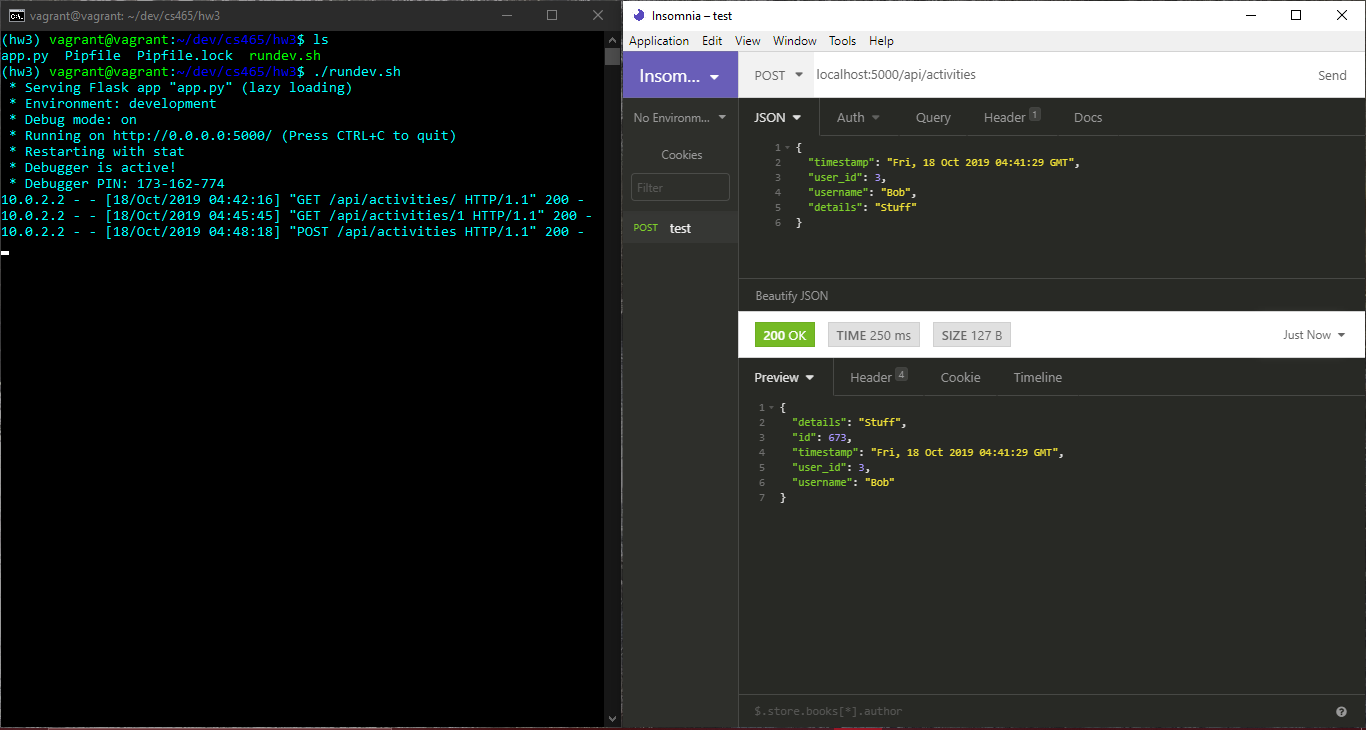 vagrant@vagrant: ~/dev/cs465/hw3
(hw3) vagrant@vagrant:~/dev/cs465/hw3$ ls
app.py  Pipfile  Pipfile.lock  rundev.sh
(hw3) vagrant@vagrant:~/dev/cs465/hw3$ ./rundev.sh
 * Serving Flask app "app.py" (lazy loading)
 * Environment: development
 * Debug mode: on
 * Running on http://0.0.0.0:5000/ (Press CTRL+C to quit)
 * Restarting with stat
 * Debugger is active!
 * Debugger PIN: 173-162-774
10.0.2.2 - - [18/Oct/2019 04:42:16] "GET /api/activities/ HTTP/1.1" 200 -
10.0.2.2 - - [18/Oct/2019 04:45:45] "GET /api/activities/1 HTTP/1.1" 200 -
10.0.2.2 - - [18/Oct/2019 04:48:18] "POST /api/activities HTTP/1.1" 200 -
Insomnia – test
Application Edit View Window Tools Help
Insom...
POST localhost:5000/api/activities Send
No Environm...
Cookies
Filter
POST test
JSON Auth Query Header 1 Docs
1 {
2   "timestamp": "Fri, 18 Oct 2019 04:41:29 GMT",
3   "user_id": 3,
4   "username": "Bob",
5   "details": "Stuff"
6 }
Beautify JSON
200 OK TIME 250 ms SIZE 127 B Just Now
Preview Header 4 Cookie Timeline
1 {
2   "details": "Stuff",
3   "id": 673,
4   "timestamp": "Fri, 18 Oct 2019 04:41:29 GMT",
5   "user_id": 3,
6   "username": "Bob"
7 }
$.store.books[*].author